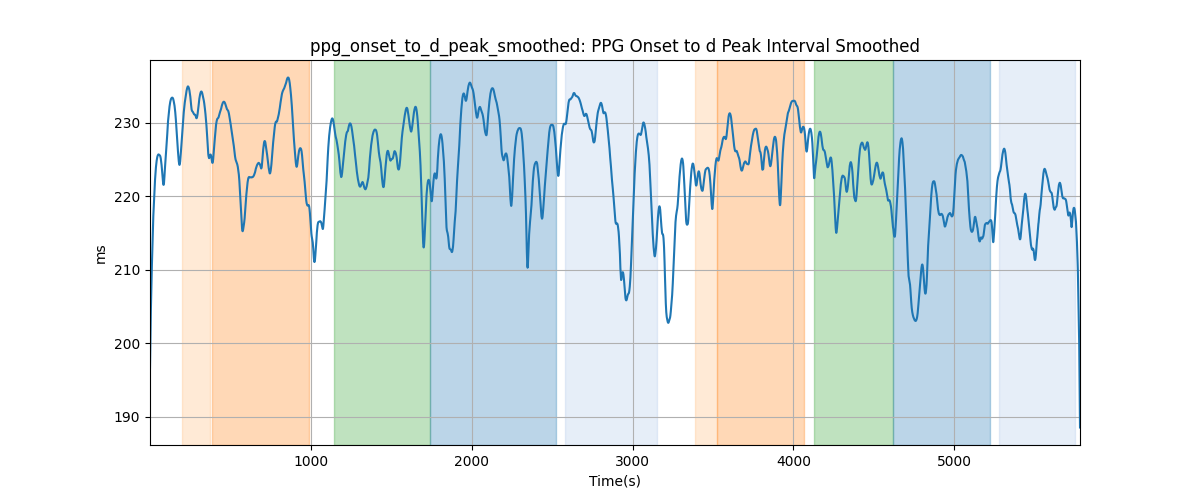 ppg_onset_to_d_peak_smoothed: PPG Onset to d Peak Interval Smoothed
230
220
210
200
190
ms
1000 2000 3000 4000 5000
Time(s)